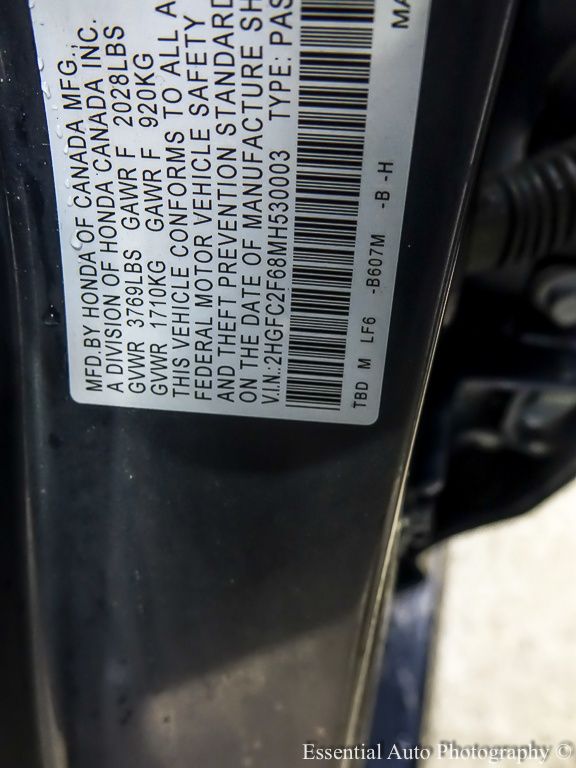 MFD.BY HONDA OF CANADA MFG.,
A DIVISION OF HONDA CANADA INC.
GVWR 3769LBS GAWR F 2028LBS
GVWR 1710KG GAWR F 920KG
THIS VEHICLE CONFORMS TO ALL A
FEDERAL MOTOR VEHICLE SAFETY
AND THEFT PREVENTION STANDARD
ON THE DATE OF MANUFACTURE SH
V.I.N.:2HGFC2F68MH530003 TYPE: PAS
MA
TBD M LF6 -B607M -B -H
Essential Auto Photography ©